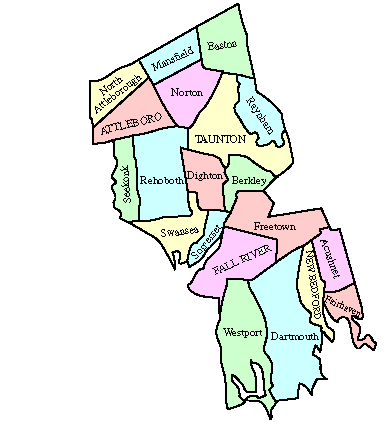 Easton
Mansfield
North
Attleborough
Norton
Raynham
ATTLEBORO
TAUNTON
Seekonk
Rehoboth
Dighton
Berkley
Swansea
Somerset
Freetown
FALL RIVER
Acushnet
NEW BEDFORD
Fairhaven
Westport
Dartmouth